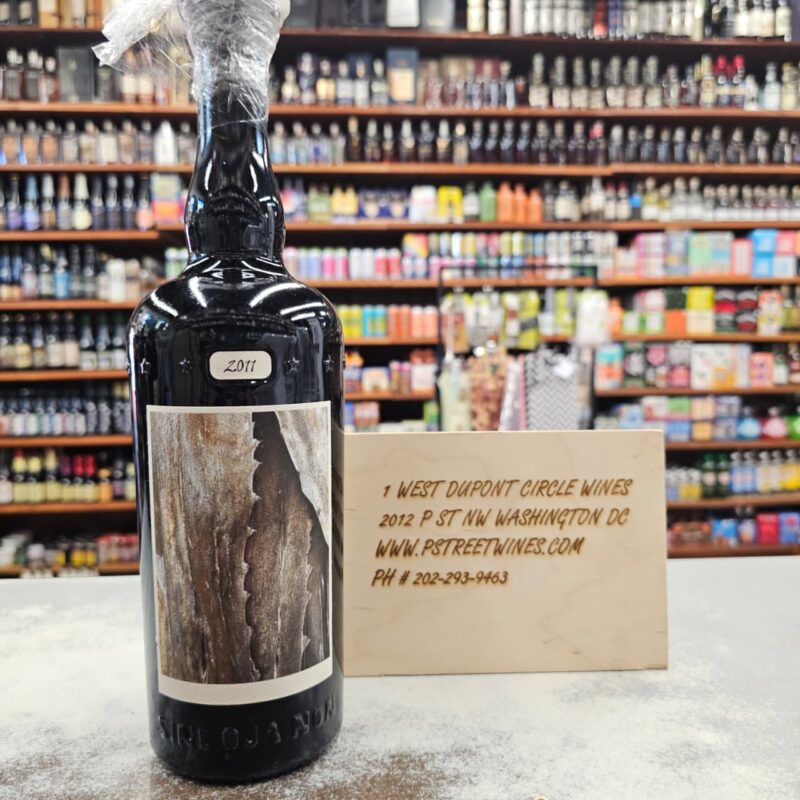 2011
1 WEST DUPONT CIRCLE WINES
2012 P ST NW WASHINGTON DC
WWW.PSTREETWINES.COM
PH # 202-293-9463
SINE QUA NON